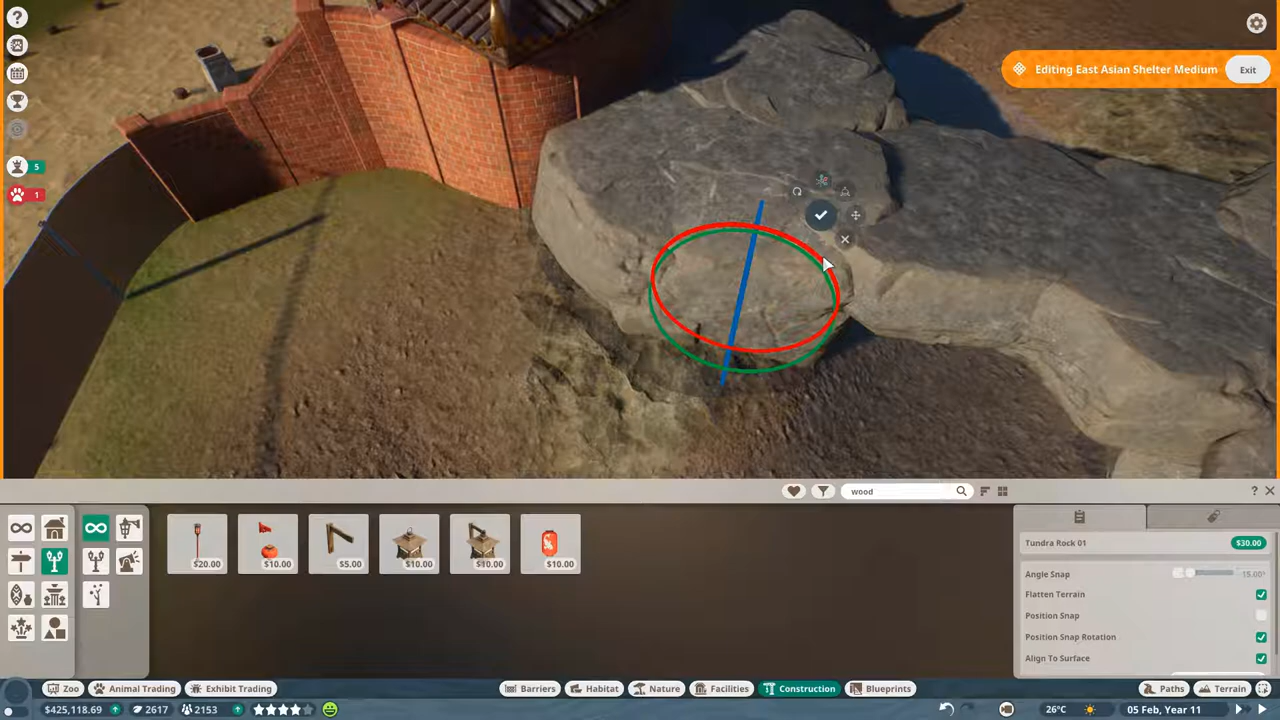 Editing East Asian Shelter Medium
Exit
5
1
wood
$20.00
$10.00
$5.00
$10.00
$10.00
$10.00
Tundra Rock 01
$30.00
Angle Snap
15.00°
Flatten Terrain
Position Snap
Position Snap Rotation
Align To Surface
Zoo
Animal Trading
Exhibit Trading
Barriers
Habitat
Nature
Facilities
Construction
Blueprints
Paths
Terrain
$425,118.69
2617
2153
26°C
05 Feb, Year 11